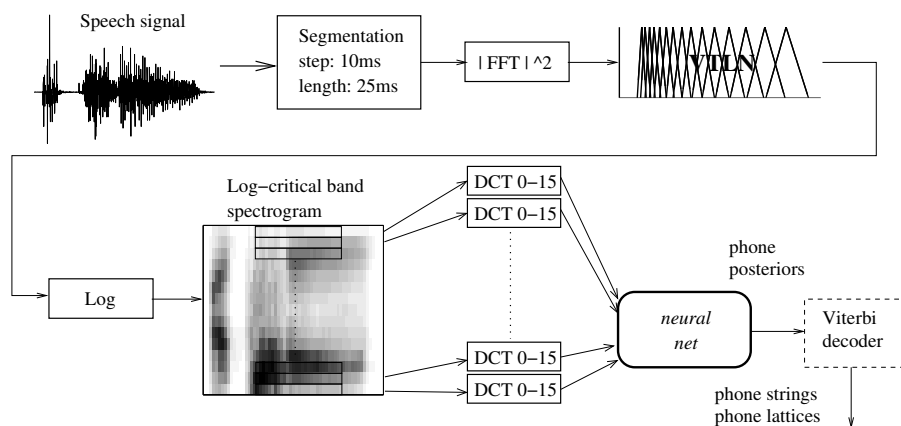 Speech signal
Segmentation
step: 10ms
length: 25ms
| FFT | ^2
VTLN
Log−critical band
spectrogram
DCT 0−15
DCT 0−15
DCT 0−15
DCT 0−15
Log
neural
net
phone
posteriors
Viterbi
decoder
phone strings
phone lattices